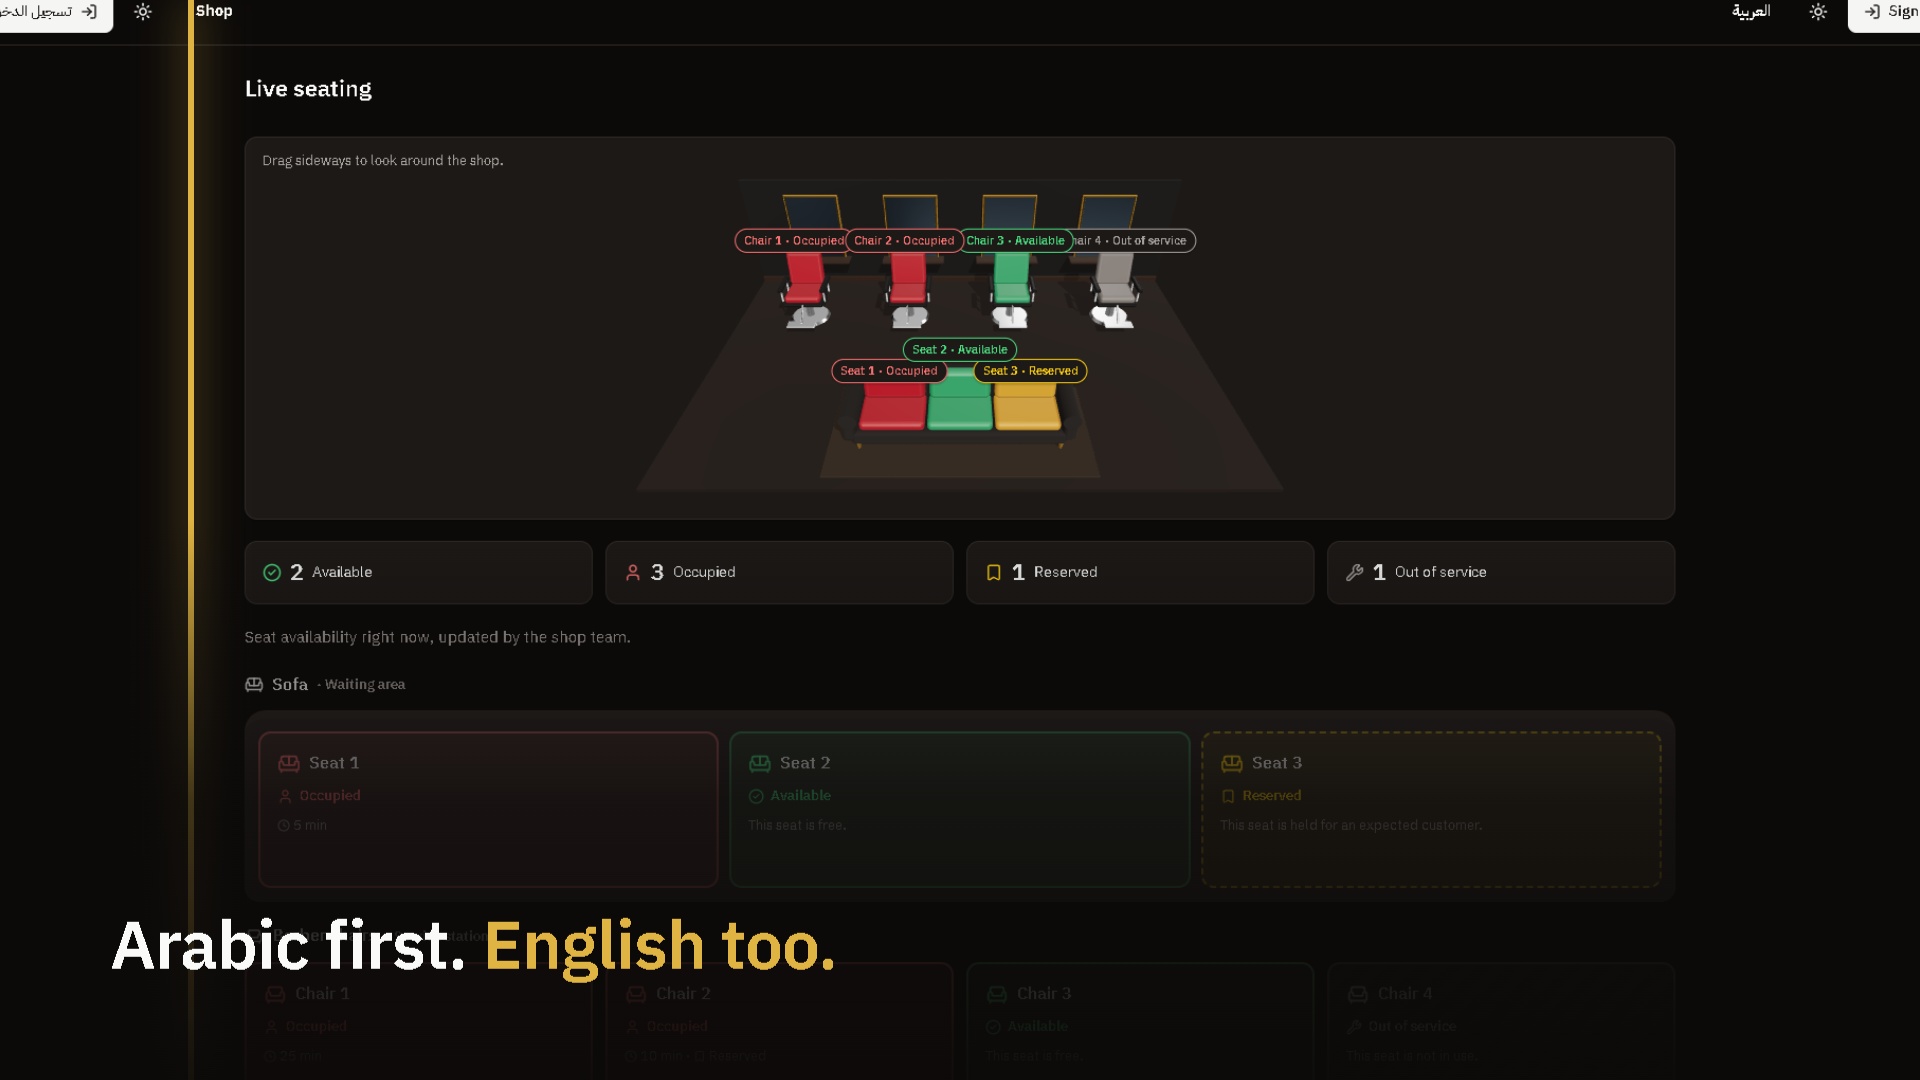 تسجيل
Shop
العربية
Sign
Live seating
Drag sideways to look around the shop.
Chair 1 · Occupied
Chair 2 · Occupied
Chair 3 · Available
4 · Out of service
Seat 2 · Available
Seat 1 · Occupied
Seat 3 · Reserved
2 Available
3 Occupied
1 Reserved
1 Out of service
Seat availability right now, updated by the shop team.
Sofa · Waiting area
Seat 1
Occupied
5 min
Seat 2
Available
This seat is free.
Seat 3
Reserved
This seat is held for an expected customer.
Arabic first. English too.
Chair 1
Occupied
25 min
Chair 2
Occupied
10 min · Reserved
Chair 3
Available
This seat is free.
Chair 4
Out of service
This seat is not in use.